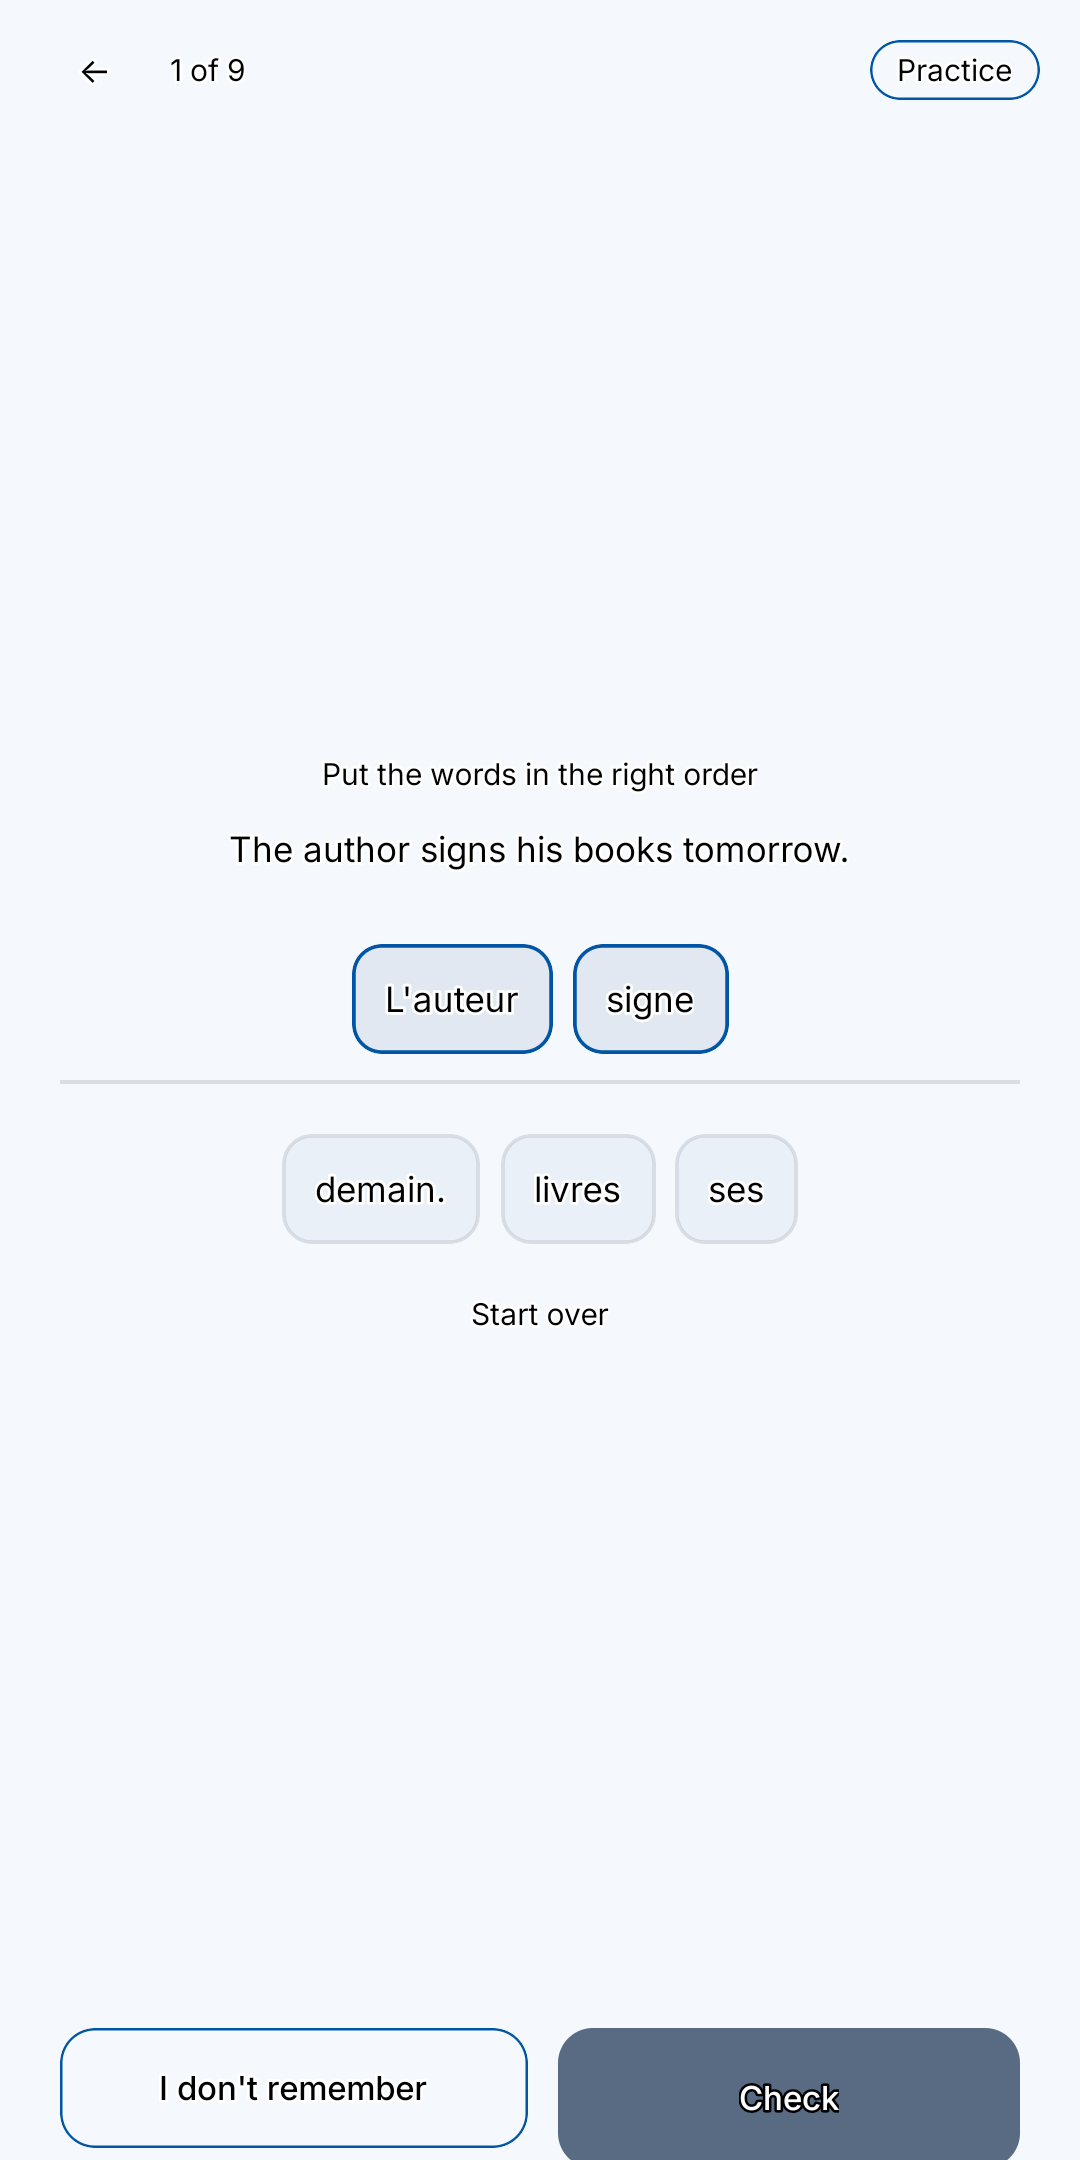 1 of 9
Practice
Put the words in the right order
The author signs his books tomorrow.
L'auteur signe
demain. livres ses
Start over
I don't remember
Check